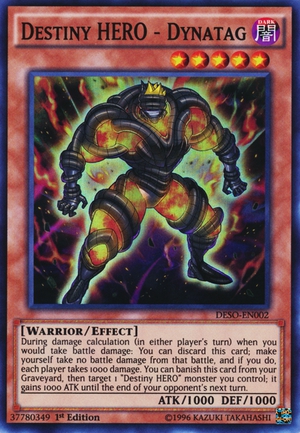 DESTINY HERO - DYNATAG
DARK
闇
DESO-EN002
[WARRIOR/EFFECT]
During damage calculation (in either player's turn) when you
would take battle damage: You can discard this card; make
yourself take no battle damage from that battle, and if you do,
each player takes 1000 damage. You can banish this card from your
Graveyard, then target 1 "Destiny HERO" monster you control; it
gains 1000 ATK until the end of your opponent's next turn.
ATK/1000 DEF/1000
37780349 1st Edition ©1996 KAZUKI TAKAHASHI